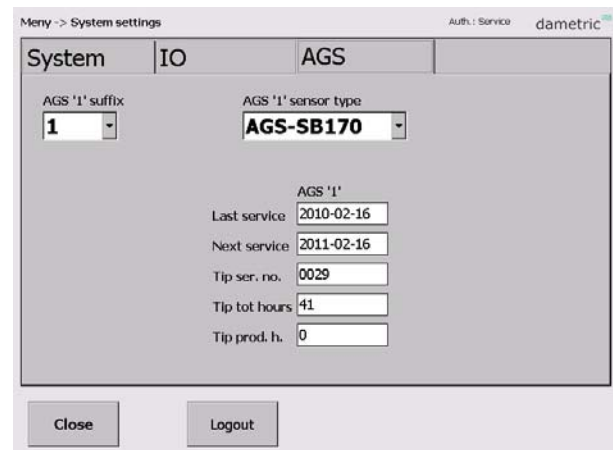 Meny -> System settings
Auth.: Service
dametric
System
IO
AGS
AGS '1' suffix
AGS '1' sensor type
1
AGS-SB170
AGS '1'
Last service 2010-02-16
Next service 2011-02-16
Tip ser. no. 0029
Tip tot hours 41
Tip prod. h. 0
Close
Logout